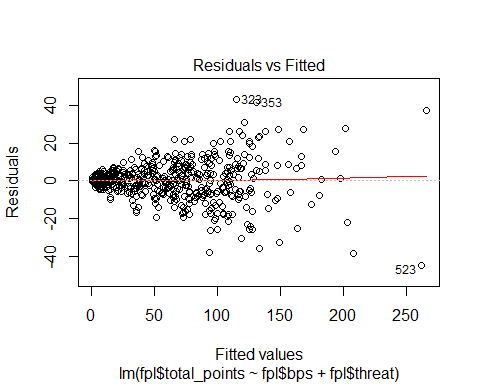 Residuals vs Fitted
Residuals
40
20
0
-20
-40
323
353
523
0 50 100 150 200 250
Fitted values
lm(fpl$total_points ~ fpl$bps + fpl$threat)